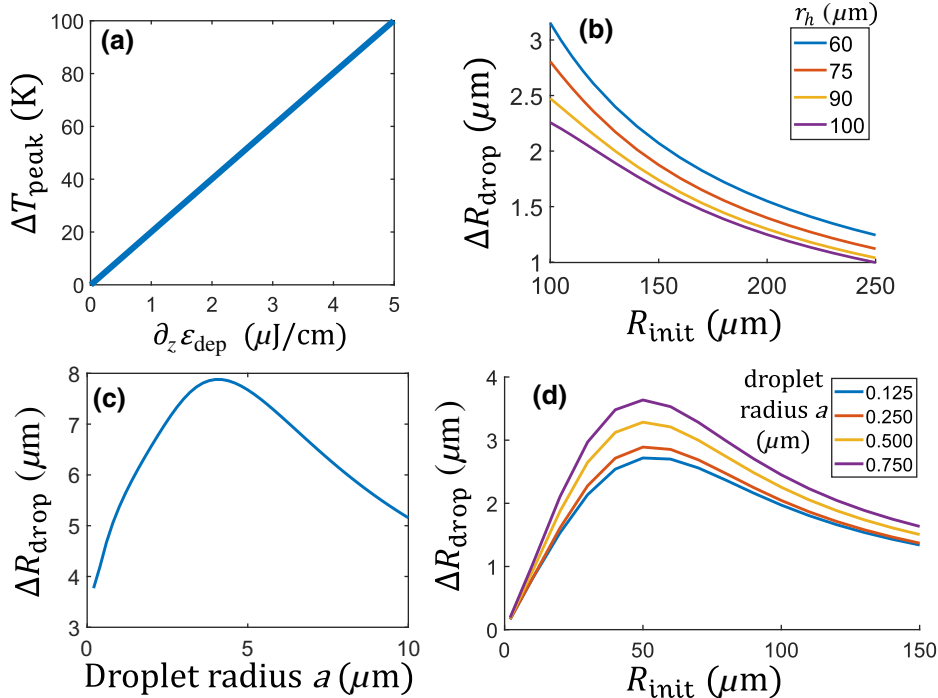 (a)
100
80
60
40
20
0
ΔT_peak (K)
0 1 2 3 4 5
∂_z ε_dep (μJ/cm)
(b)
r_h (μm)
60
75
90
100
3
2.5
2
1.5
1
ΔR_drop (μm)
100 150 200 250
R_init (μm)
(c)
8
7
6
5
4
3
ΔR_drop (μm)
0 5 10
Droplet radius a (μm)
(d)
droplet
radius a
(μm)
0.125
0.250
0.500
0.750
4
3
2
1
0
ΔR_drop (μm)
0 50 100 150
R_init (μm)